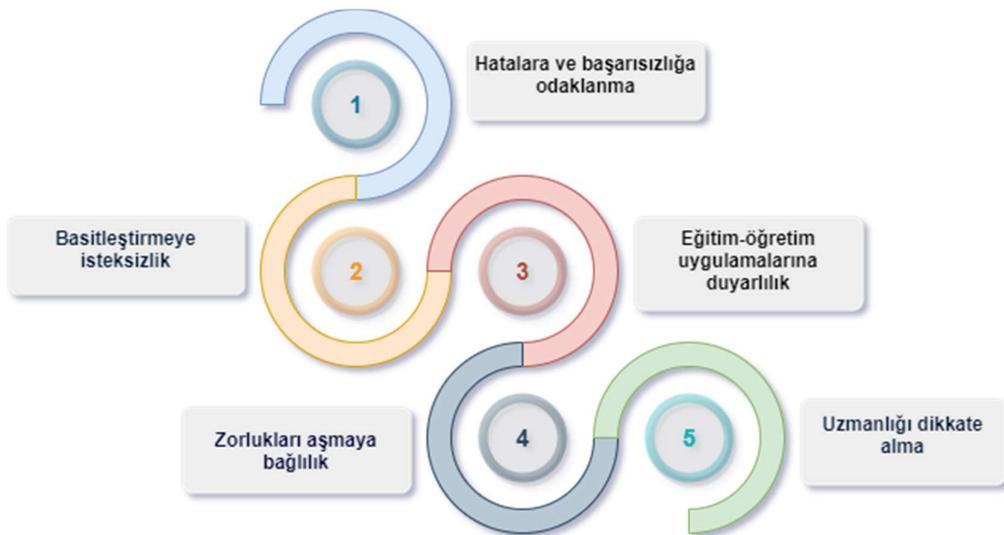 1
Hatalara ve başarısızlığa
odaklanma
Basitleştirmeye
isteksizlik
2
3
Eğitim-öğretim
uygulamalarına
duyarlılık
Zorlukları aşmaya
bağlılık
4
5
Uzmanlığı dikkate
alma